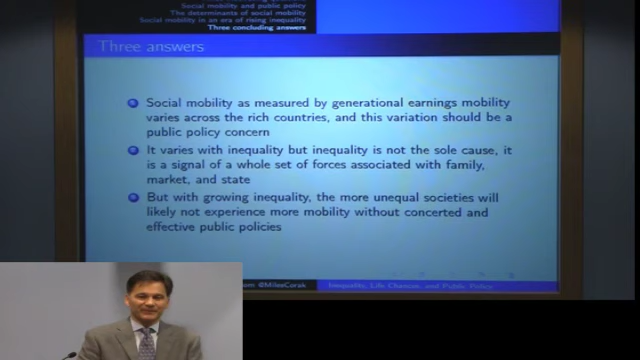 Social mobility and public policy
The determinants of social mobility
Social mobility in an era of rising inequality
Three concluding answers
Three answers
Social mobility as measured by generational earnings mobility
varies across the rich countries, and this variation should be a
public policy concern
It varies with inequality but inequality is not the sole cause, it
is a signal of a whole set of forces associated with family,
market, and state
But with growing inequality, the more unequal societies will
likely not experience more mobility without concerted and
effective public policies
@MilesCorak
Inequality, Life Chances, and Public Policy